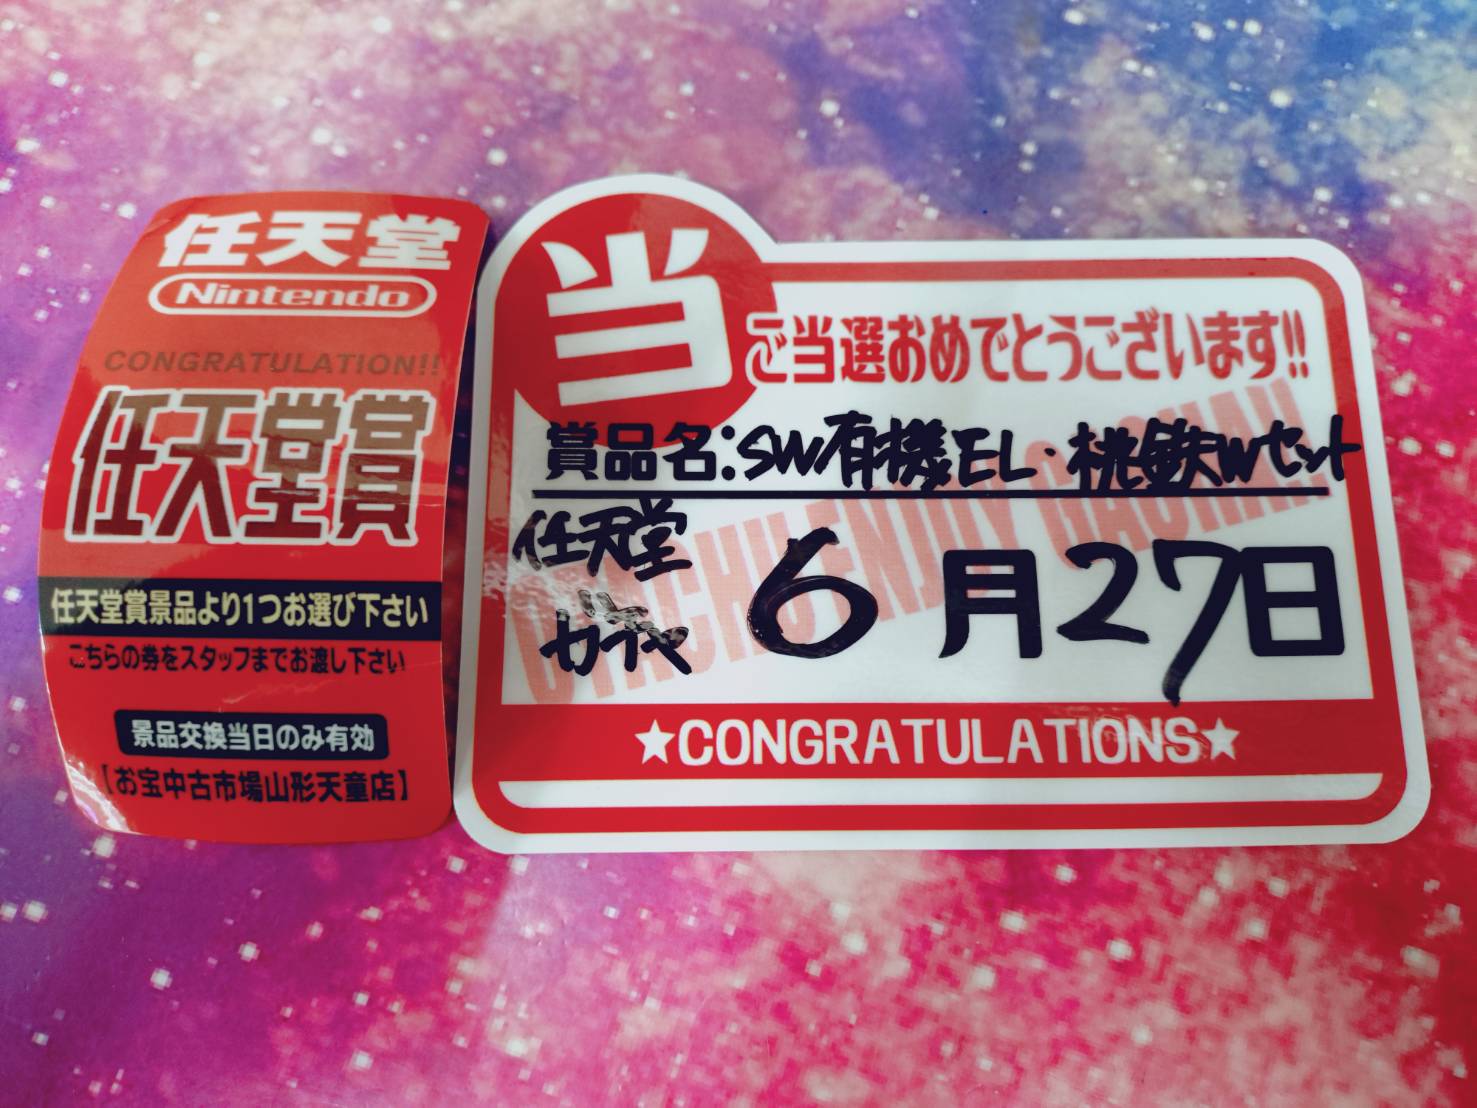 任天堂
Nintendo
CONGRATULATION!!
任天堂賞
任天堂賞景品より1つお選び下さい
こちらの券をスタッフまでお渡し下さい
景品交換当日のみ有効
【お宝中古市場山形天童店】
当
ご当選おめでとうございます!!
賞品名:SW有機EL・桃鉄Wセット
任天堂
ガチャ
6月27日
OTACHU ENJOY GACHA!!
★CONGRATULATIONS★